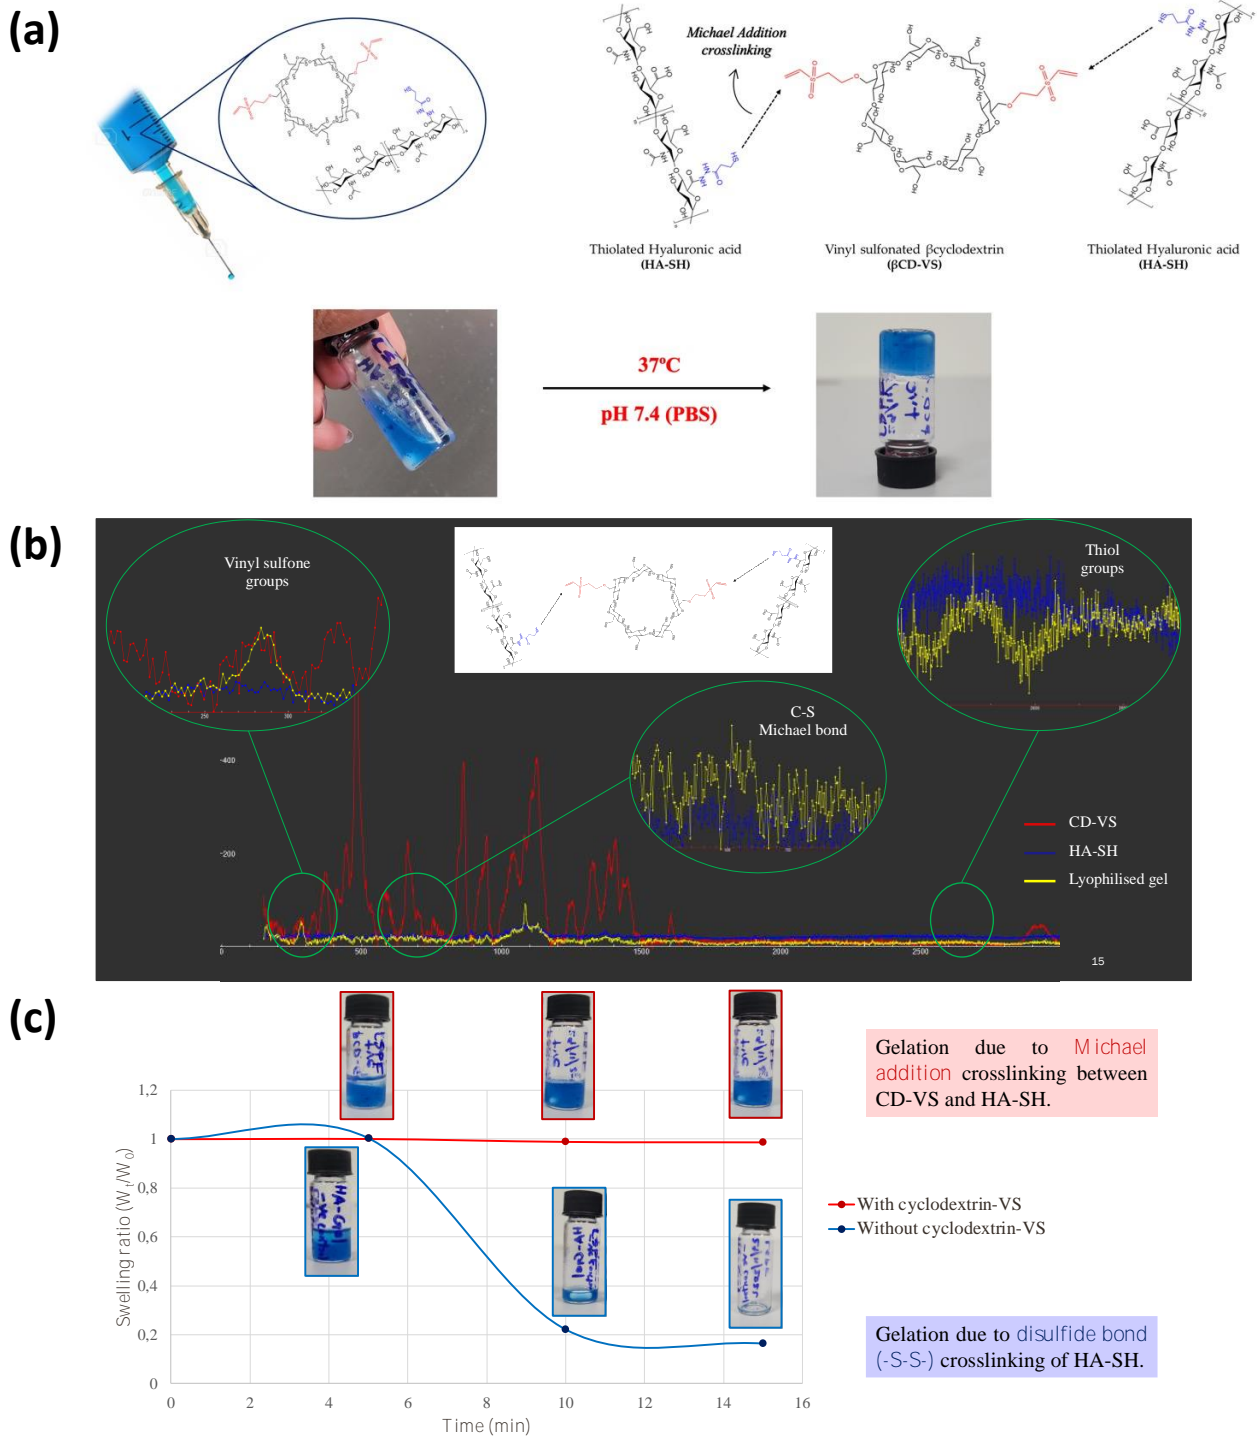 (a)
Michael Addition
crosslinking
Thiolated Hyaluronic acid
(HA-SH)
Vinyl sulfonated βcyclodextrin
(βCD-VS)
Thiolated Hyaluronic acid
(HA-SH)
37ºC
pH 7.4 (PBS)
(b)
Vinyl sulfone
groups
Thiol
groups
C-S
Michael bond
250
300
-400
-200
CD-VS
HA-SH
Lyophilised gel
0
500
1000
1500
2000
2500
15
(c)
Gelation due to Michael
addition crosslinking between
CD-VS and HA-SH.
1,2
1
0,8
0,6
0,4
0,2
0
Swelling ratio (Wt/W0)
0 2 4 6 8 10 12 14 16
Time (min)
With cyclodextrin-VS
Without cyclodextrin-VS
Gelation due to disulfide bond
(-S-S-) crosslinking of HA-SH.